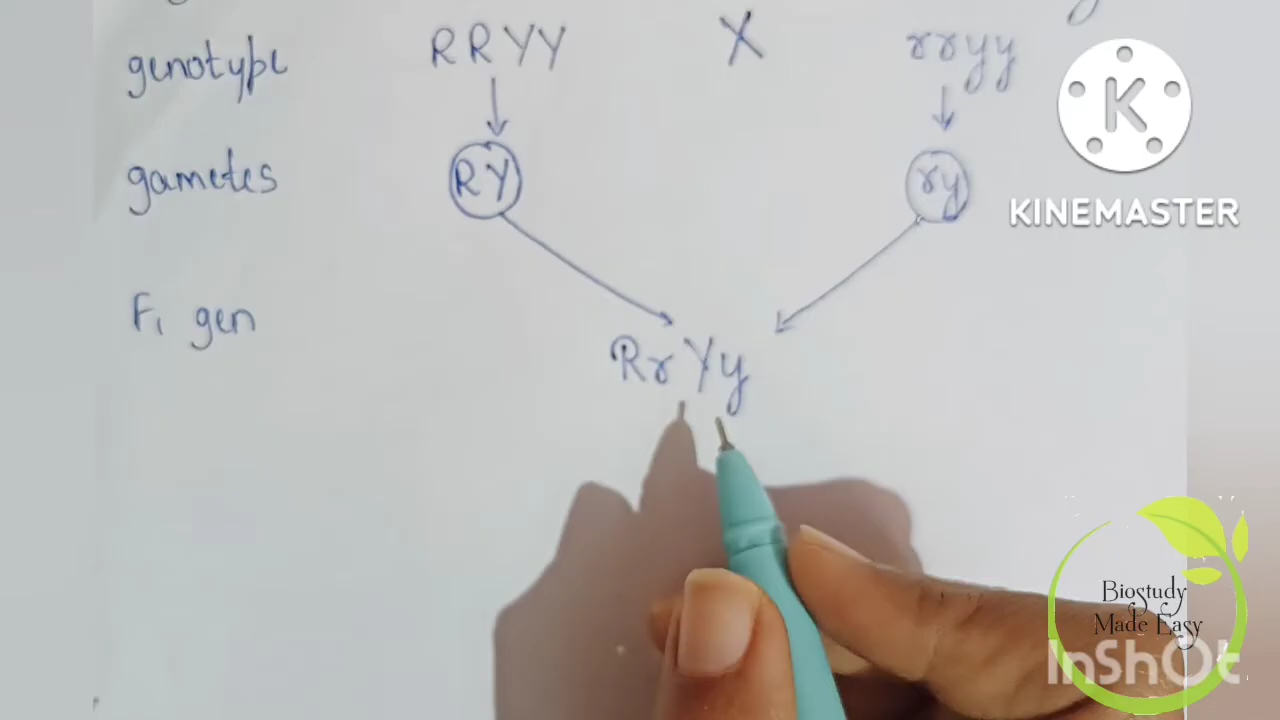 genotype RRYY X rryy
gametes RY ry
F1 gen
RrYy
K
KINEMASTER
Biostudy
Made Easy
InShOt